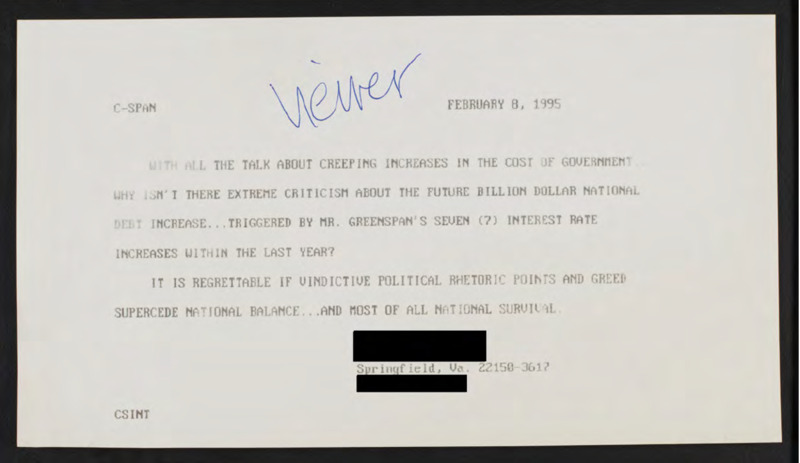 Viewer
C-SPAN FEBRUARY 8, 1995
WITH ALL THE TALK ABOUT CREEPING INCREASES IN THE COST OF GOVERNMENT
WHY ISN'T THERE EXTREME CRITICISM ABOUT THE FUTURE BILLION DOLLAR NATIONAL
DEBT INCREASE...TRIGGERED BY MR. GREENSPAN'S SEVEN (7) INTEREST RATE
INCREASES WITHIN THE LAST YEAR?
IT IS REGRETTABLE IF VINDICTIVE POLITICAL RHETORIC POINTS AND GREED
SUPERCEDE NATIONAL BALANCE...AND MOST OF ALL NATIONAL SURVIVAL.
Springfield, Va. 22150-3617
CSINT